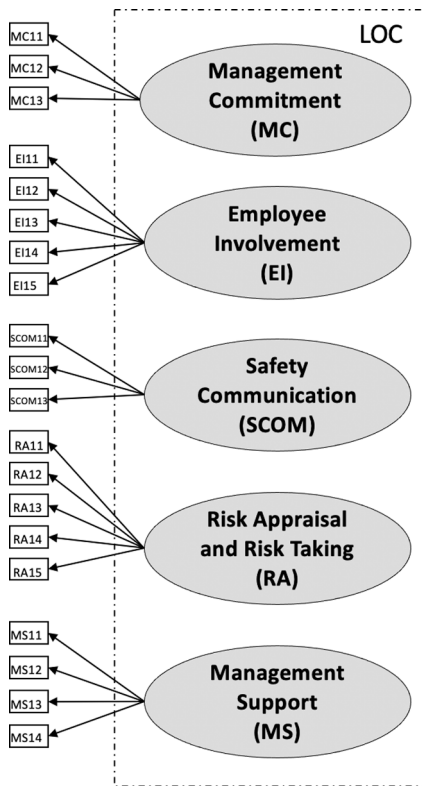 LOC
MC11
MC12
MC13
Management
Commitment
(MC)
EI11
EI12
EI13
EI14
EI15
Employee
Involvement
(EI)
SCOM11
SCOM12
SCOM13
Safety
Communication
(SCOM)
RA11
RA12
RA13
RA14
RA15
Risk Appraisal
and Risk Taking
(RA)
MS11
MS12
MS13
MS14
Management
Support
(MS)